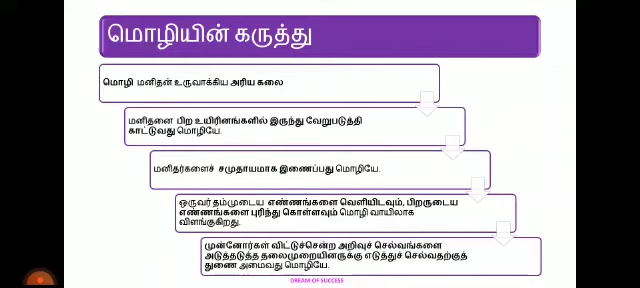 மொழியின் கருத்து
மொழி மனிதன் உருவாக்கிய அரிய கலை
மனிதனை பிற உயிரினங்களில் இருந்து வேறுபடுத்தி
காட்டுவது மொழியே.
மனிதர்களைச் சமுதாயமாக இணைப்பது மொழியே.
ஒருவர் தம்முடைய எண்ணங்களை வெளியிடவும், பிறருடைய
எண்ணங்களை புரிந்து கொள்ளவும் மொழி வாயிலாக
விளங்குகிறது.
முன்னோர்கள் விட்டுச்சென்ற அறிவுச் செல்வங்களை
அடுத்தடுத்த தலைமுறையினருக்கு எடுத்துச் செல்வதற்குத்
துணை அமைவது மொழியே.
DREAM OF SUCCESS